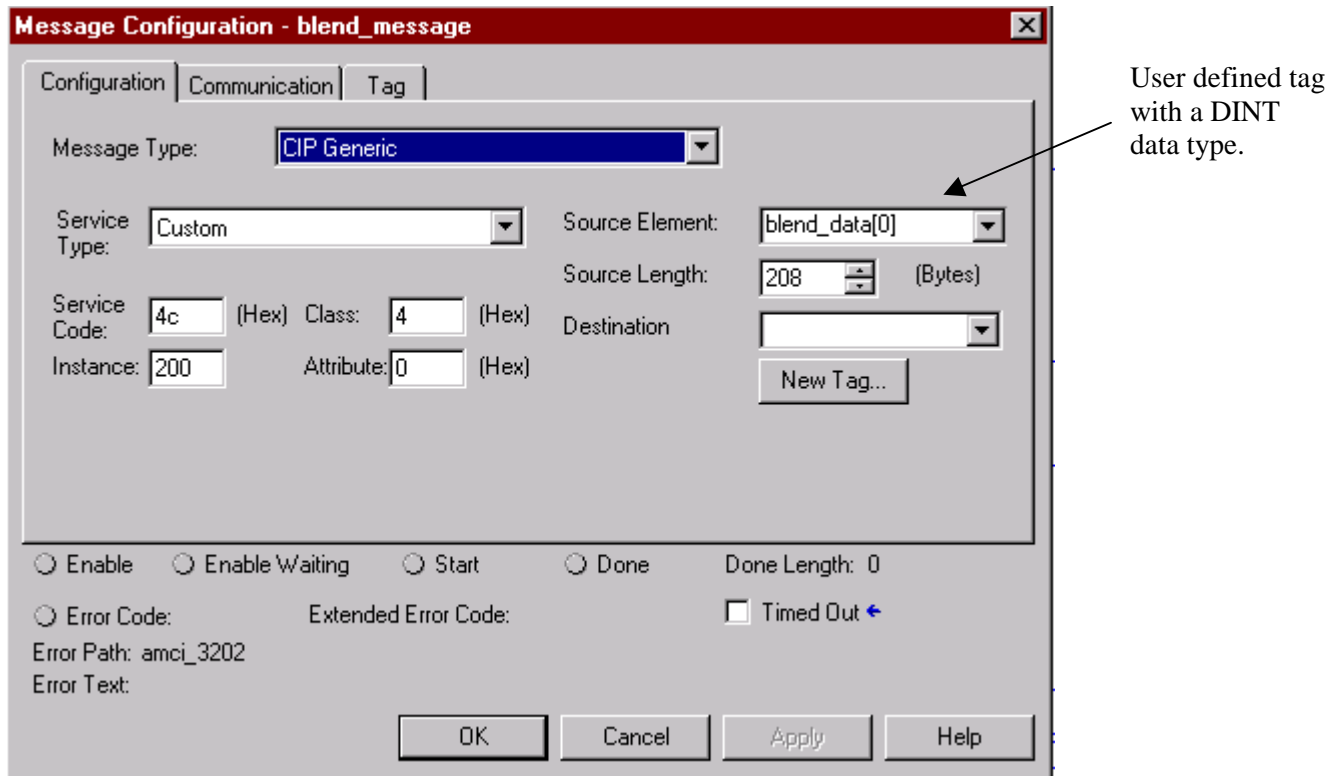 Message Configuration - blend_message
Configuration Communication Tag
User defined tag
with a DINT
data type.
Message Type: CIP Generic
Service
Type: Custom
Source Element: blend_data[0]
Source Length: 208 (Bytes)
Service
Code: 4c (Hex) Class: 4 (Hex)
Destination
Instance: 200 Attribute: 0 (Hex)
New Tag...
Enable Enable Waiting Start Done Done Length: 0
Error Code: Extended Error Code: Timed Out
Error Path: amci_3202
Error Text:
OK Cancel Apply Help